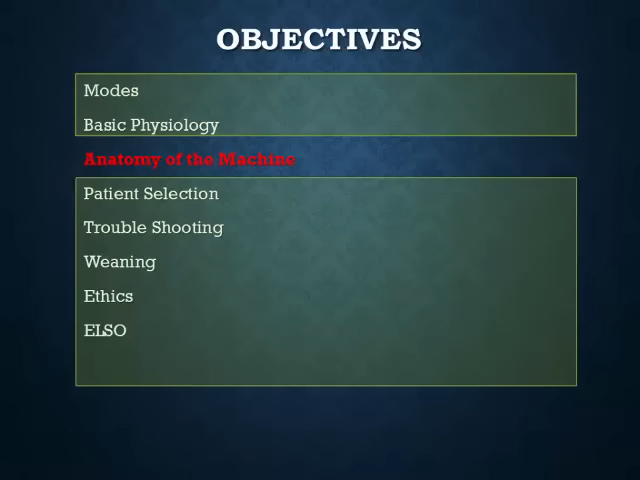 OBJECTIVES
Modes
Basic Physiology
Anatomy of the Machine
Patient Selection
Trouble Shooting
Weaning
Ethics
ELSO